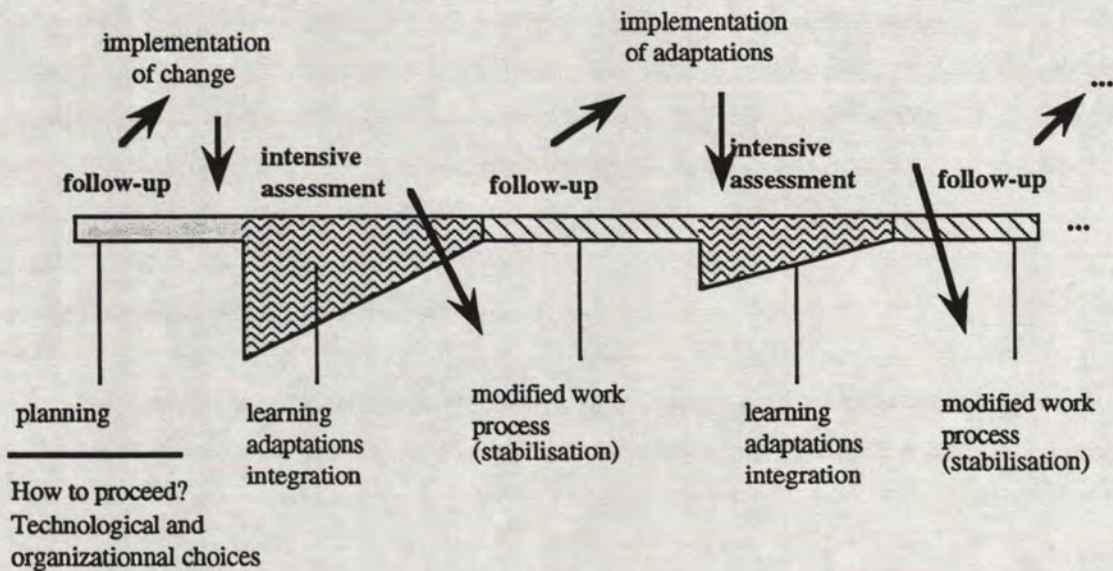 implementation
of change
implementation
of adaptations
...
follow-up
intensive
assessment
follow-up
intensive
assessment
follow-up
...
planning
learning
adaptations
integration
modified work
process
(stabilisation)
learning
adaptations
integration
modified work
process
(stabilisation)
How to proceed?
Technological and
organizationnal choices